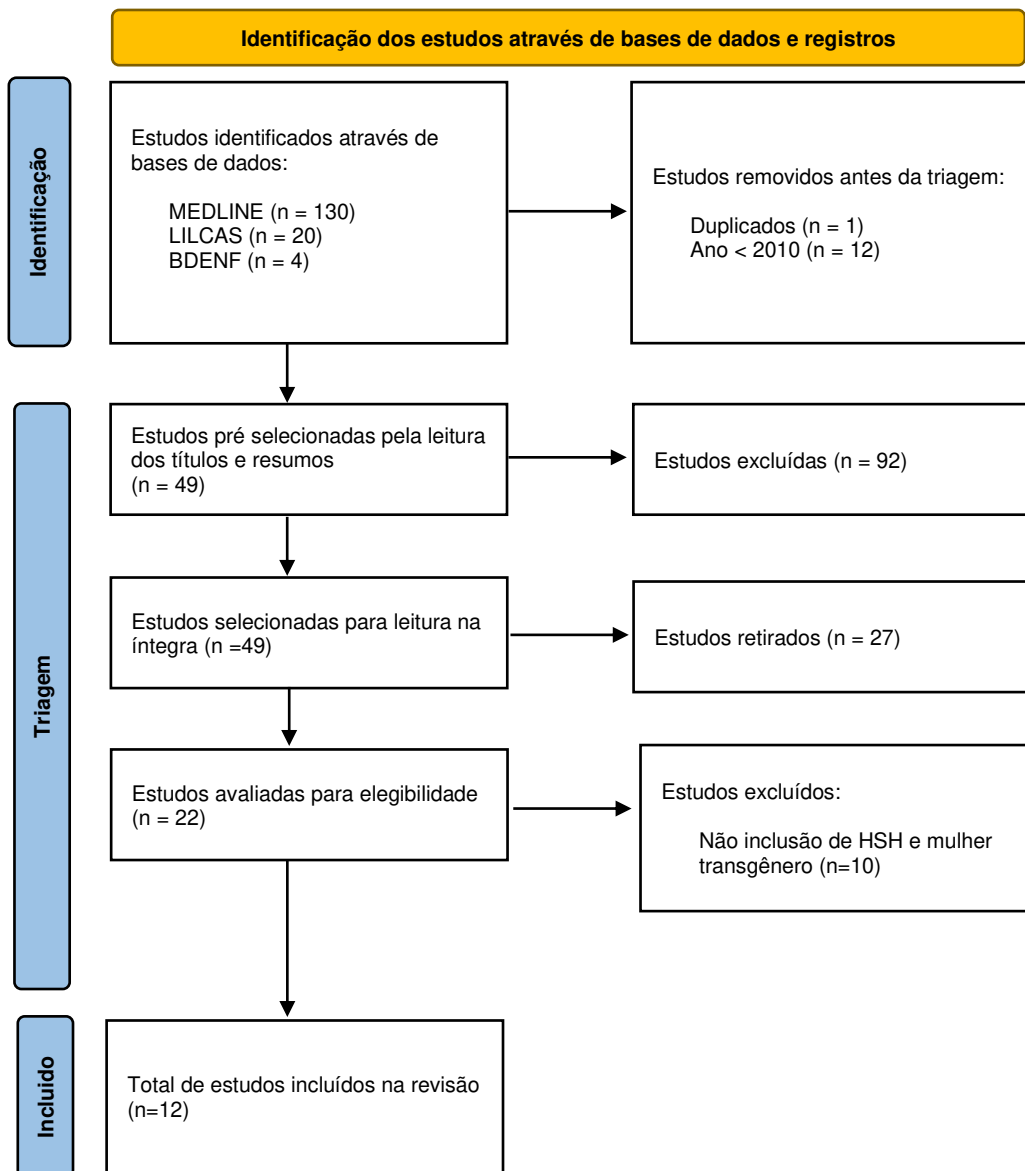 Identificação dos estudos através de bases de dados e registros
Identificação
Estudos identificados através de
bases de dados:
MEDLINE (n = 130)
LILCAS (n = 20)
BDENF (n = 4)
Estudos removidos antes da triagem:
Duplicados (n = 1)
Ano < 2010 (n = 12)
Triagem
Estudos pré selecionadas pela leitura
dos títulos e resumos
(n = 49)
Estudos excluídas (n = 92)
Estudos selecionadas para leitura na
íntegra (n =49)
Estudos retirados (n = 27)
Estudos avaliadas para elegibilidade
(n = 22)
Estudos excluídos:
Não inclusão de HSH e mulher
transgênero (n=10)
Incluido
Total de estudos incluídos na revisão
(n=12)